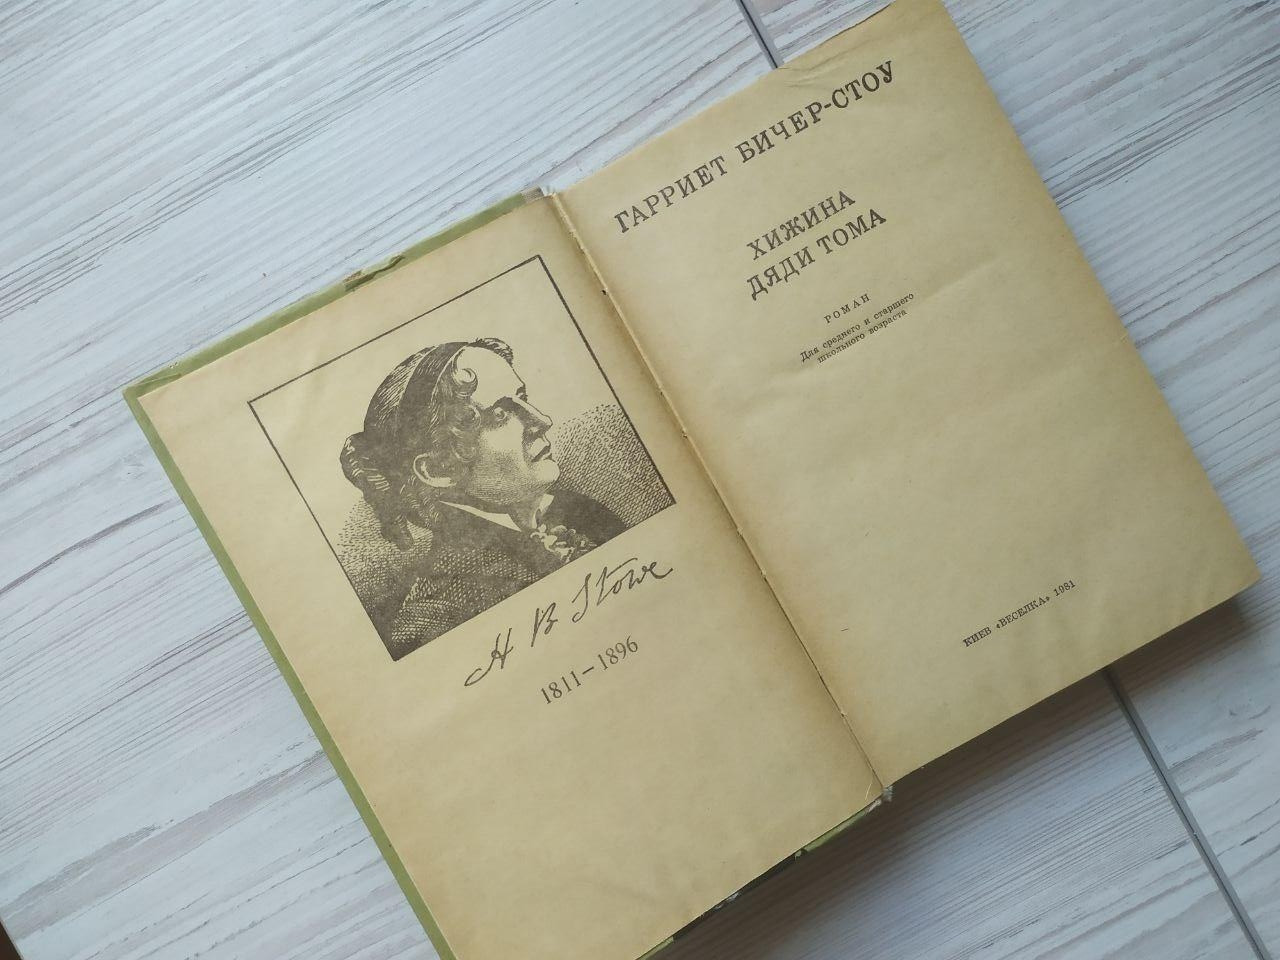 H B Stowe
1811—1896
ГАРРИЕТ БИЧЕР-СТОУ
ХИЖИНА
ДЯДИ ТОМА
РОМАН
Для среднего и старшего
школьного возраста
КИЕВ «ВЕСЕЛКА» 1981